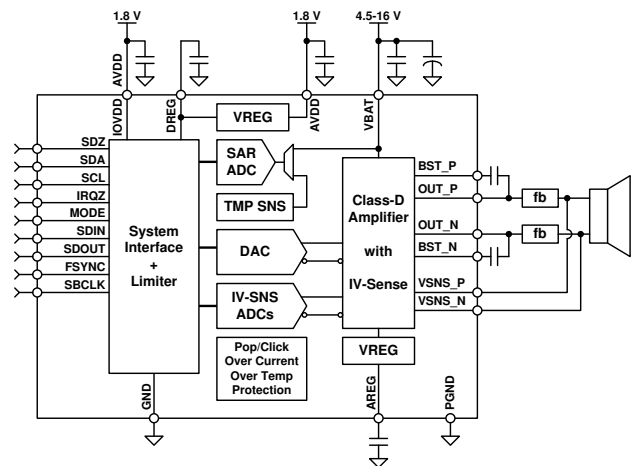 1.8 V
1.8 V
4.5-16 V
AVDD
IOVDD
DREG
AVDD
VBAT
VREG
SDZ
SDA
SCL
IRQZ
MODE
SDIN
SDOUT
FSYNC
SBCLK
System
Interface
+
Limiter
SAR
ADC
TMP SNS
DAC
IV-SNS
ADCs
Pop/Click
Over Current
Over Temp
Protection
Class-D
Amplifier
with
IV-Sense
VREG
BST_P
OUT_P
OUT_N
BST_N
VSNS_P
VSNS_N
fb
fb
GND
AREG
PGND